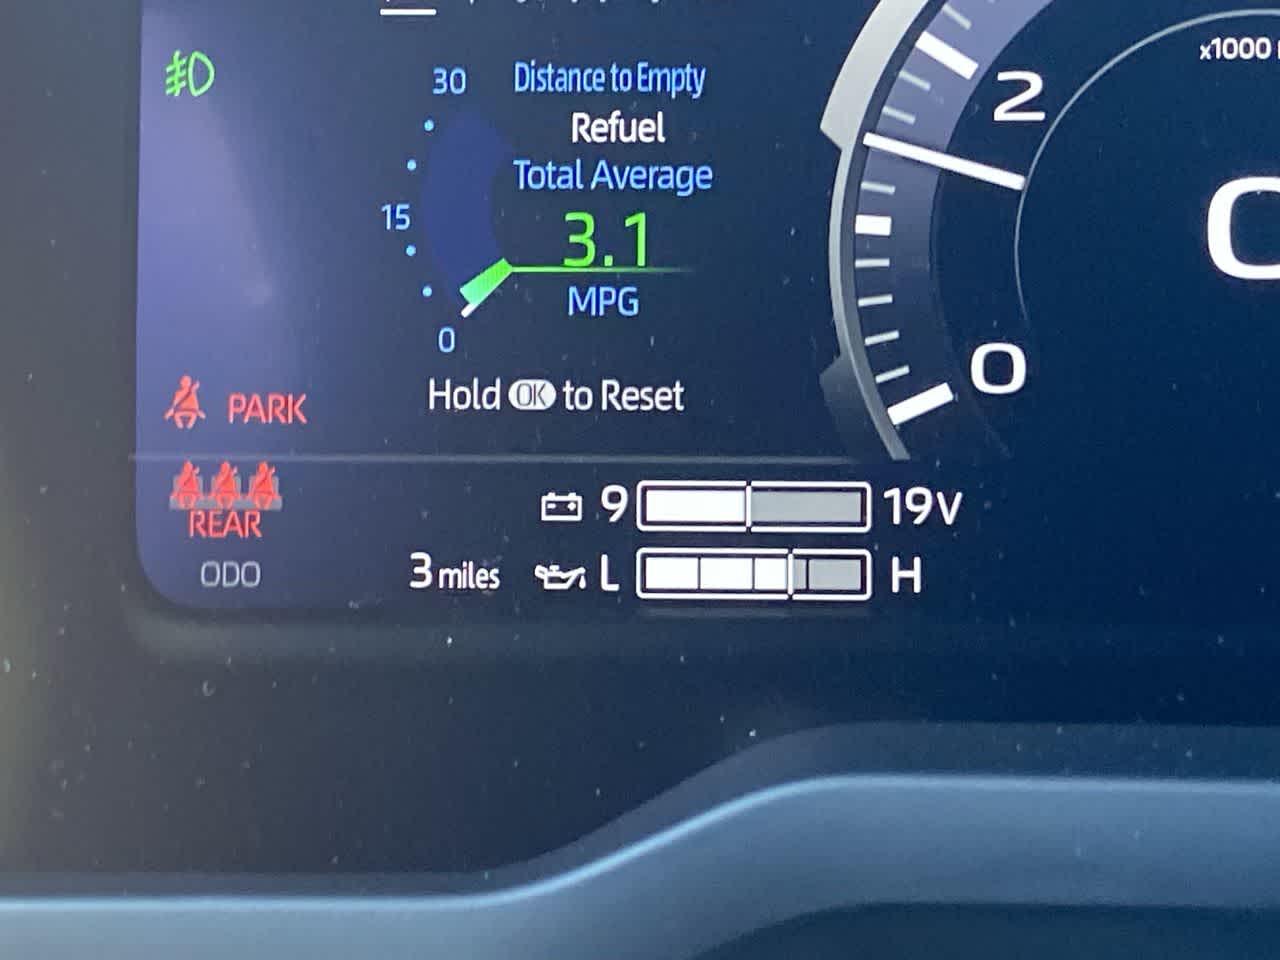 x1000
30
Distance to Empty
2
Refuel
Total Average
15
3.1
0
MPG
0
0
Hold OK to Reset
PARK
9
19V
REAR
ODO
3 miles
L
H